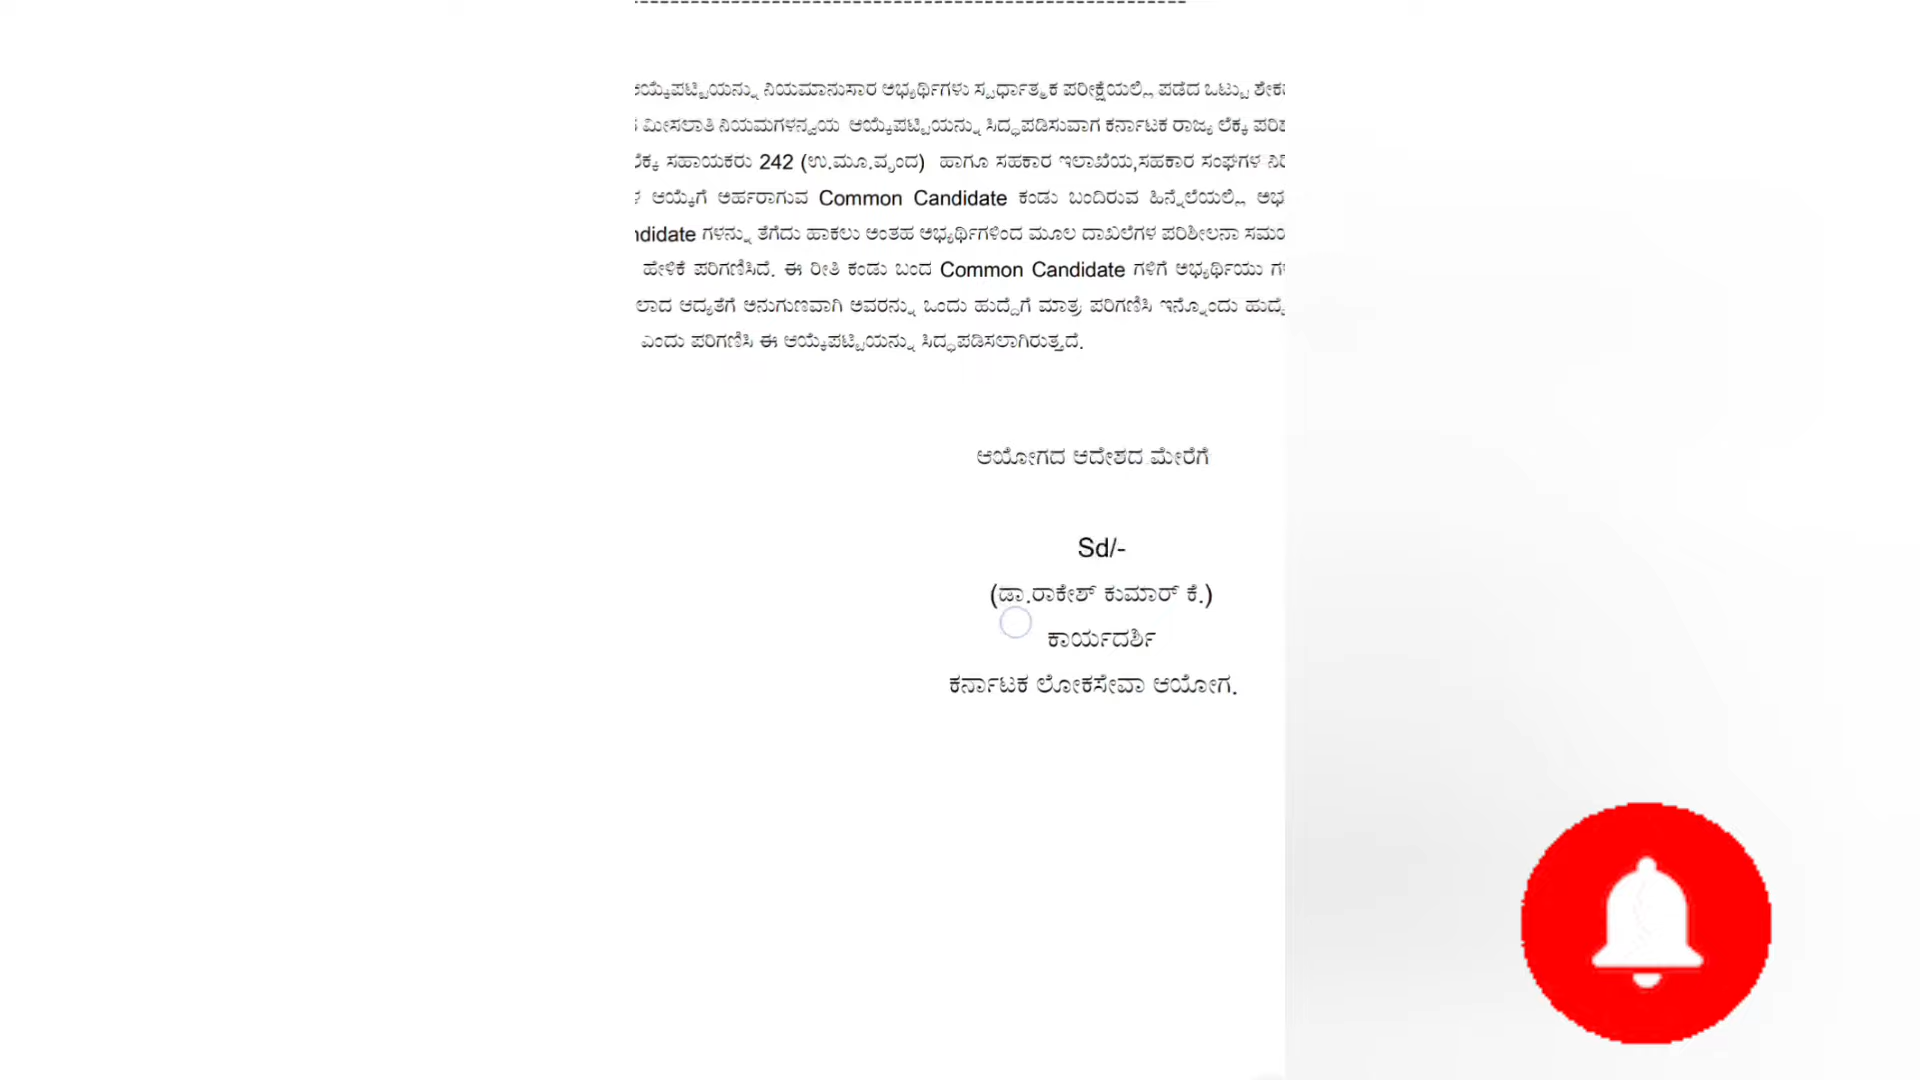 ಆಯ್ಕೆಪಟ್ಟಿಯನ್ನು ನಿಯಮಾನುಸಾರ ಅಭ್ಯರ್ಥಿಗಳು ಸ್ಪರ್ಧಾತ್ಮಕ ಪರೀಕ್ಷೆಯಲ್ಲಿ ಪಡೆದ ಒಟ್ಟು
ಮೀಸಲಾತಿ ನಿಯಮಗಳನ್ವಯ ಆಯ್ಕೆಪಟ್ಟಿಯನ್ನು ಸಿದ್ಧಪಡಿಸುವಾಗ ಕರ್ನಾಟಕ ರಾಜ್ಯ ಲೆಕ್ಕ
ಸಹಾಯಕರು 242 (ಉ.ಮೂ.ವೃಂದ) ಹಾಗೂ ಸಹಕಾರ ಇಲಾಖೆಯ,ಸಹಕಾರ ಸಂಘಗಳ
ಆಯ್ಕೆಗೆ ಅರ್ಹರಾಗುವ Common Candidate ಕಂಡು ಬಂದಿರುವ ಹಿನ್ನೆಲೆಯಲ್ಲಿ
ndidate ಗಳನ್ನು ತೆಗೆದು ಹಾಕಲು ಅಂತಹ ಅಭ್ಯರ್ಥಿಗಳಿಂದ ಮೂಲ ದಾಖಲೆಗಳ ಪರಿಶೀಲನಾ
ಹೇಳಿಕೆ ಪರಿಗಣಿಸಿದೆ. ಈ ರೀತಿ ಕಂಡು ಬಂದ Common Candidate ಗಳಿಗೆ ಅಭ್ಯರ್ಥಿಯು
ಲಾದ ಆದ್ಯತೆಗೆ ಅನುಗುಣವಾಗಿ ಅವರನ್ನು ಒಂದು ಹುದ್ದೆಗೆ ಮಾತ್ರ ಪರಿಗಣಿಸಿ ಇನ್ನೊಂದು
ಎಂದು ಪರಿಗಣಿಸಿ ಈ ಆಯ್ಕೆಪಟ್ಟಿಯನ್ನು ಸಿದ್ಧಪಡಿಸಲಾಗಿರುತ್ತದೆ.
ಆಯೋಗದ ಆದೇಶದ ಮೇರೆಗೆ
Sd/-
(ಡಾ.ರಾಕೇಶ್ ಕುಮಾರ್ ಕೆ.)
ಕಾರ್ಯದರ್ಶಿ
ಕರ್ನಾಟಕ ಲೋಕಸೇವಾ ಆಯೋಗ.